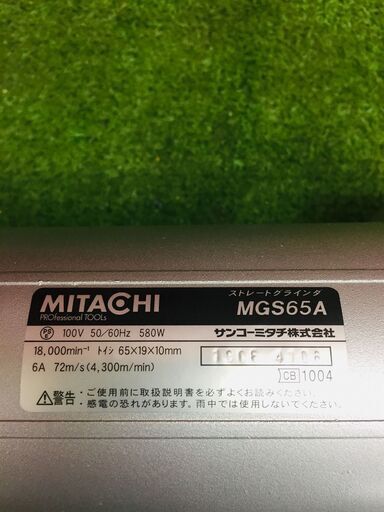 MITACHI
PROfessional TOOLs
ストレートグラインダ
MGS65A
PS E 100V 50/60Hz 580W
サンコーミタチ株式会社
18,000min⁻¹ トイシ 65×19×10mm
6A 72m/s(4,300m/min)
CB 1004
⚠警告・ご使用前に取扱説明書を必ずよくお読みください。
・感電の恐れがあります。雨中では使用しないでください。